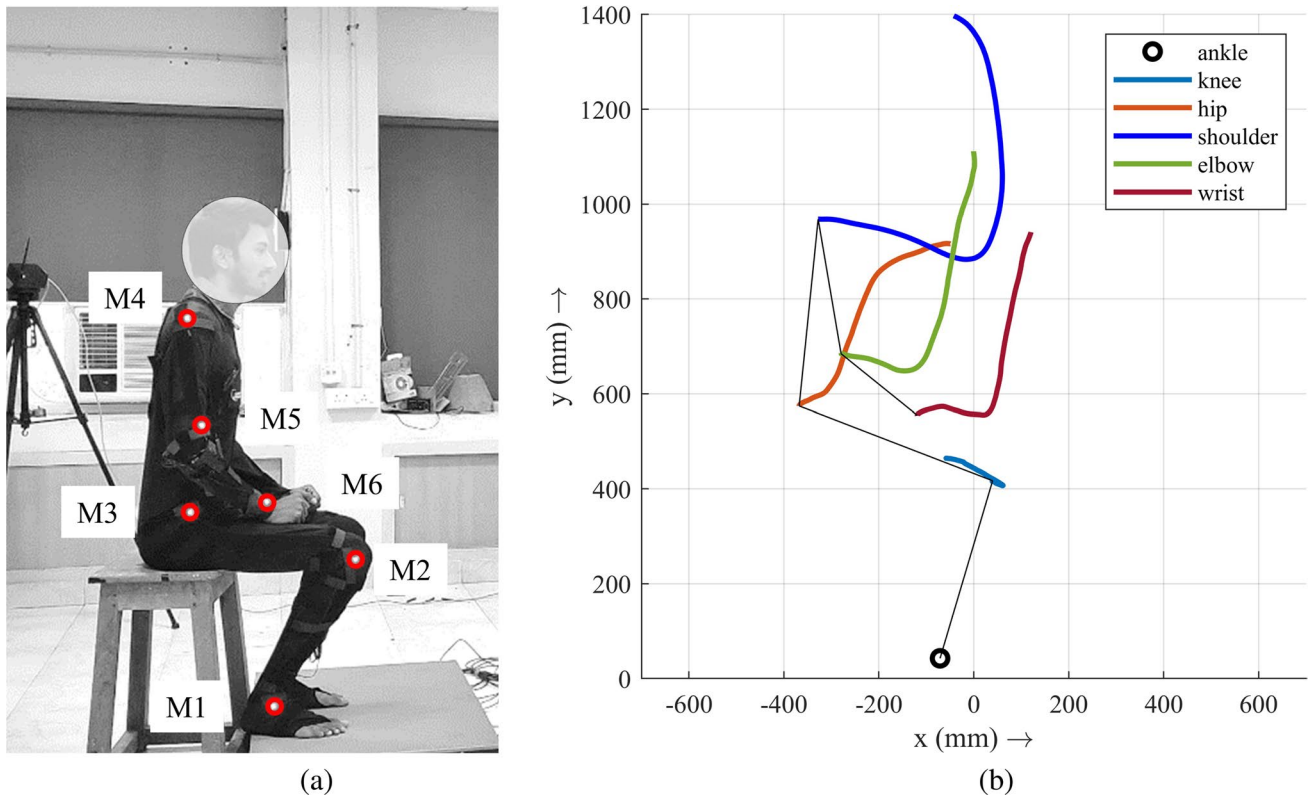 M4
M5
M6
M3
M2
M1
(a)
1400
1200
1000
800
600
400
200
0
y (mm) →
-600
-400
-200
0
200
400
600
x (mm) →
ankle
knee
hip
shoulder
elbow
wrist
(b)